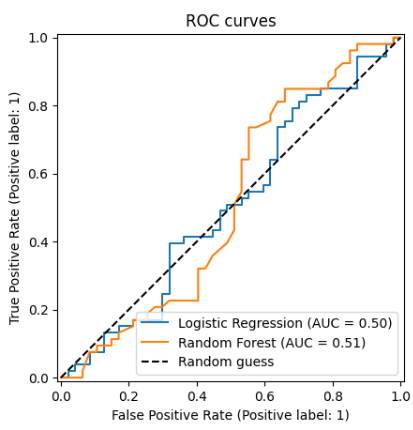 ROC curves
True Positive Rate (Positive label: 1)
1.0
0.8
0.6
0.4
0.2
0.0
Logistic Regression (AUC = 0.50)
Random Forest (AUC = 0.51)
Random guess
0.0 0.2 0.4 0.6 0.8 1.0
False Positive Rate (Positive label: 1)